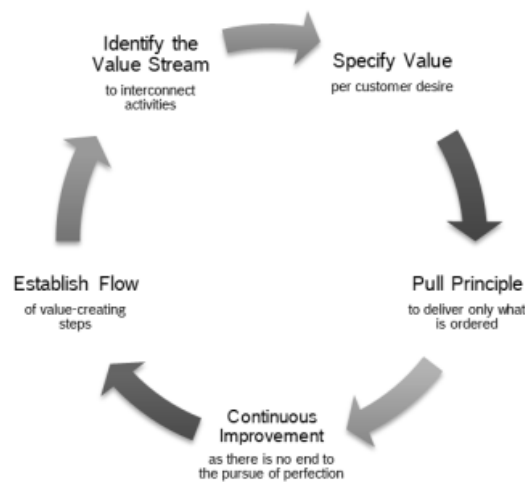 Identify the
Value Stream
to interconnect
activities
Specify Value
per customer desire
Pull Principle
to deliver only what
is ordered
Continuous
Improvement
as there is no end to
the pursue of perfection
Establish Flow
of value-creating
steps